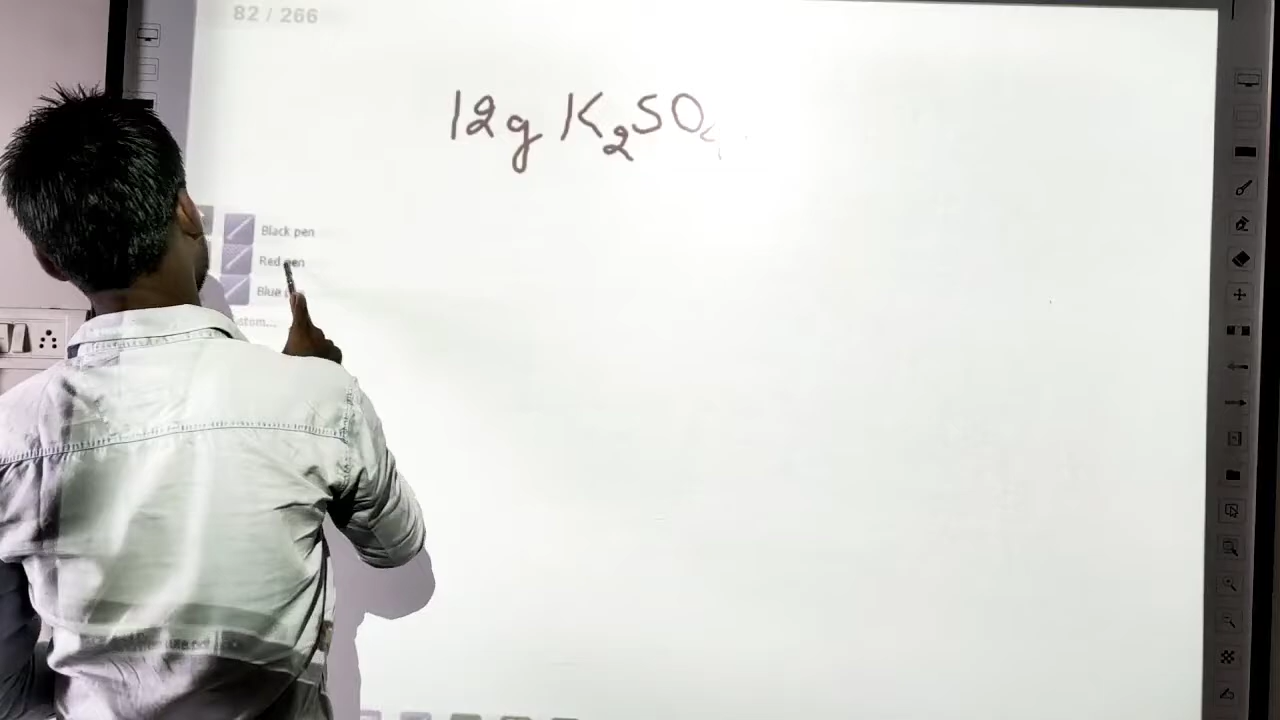 82 / 266
12g K₂SO₄
Black pen
Red pen
Blue